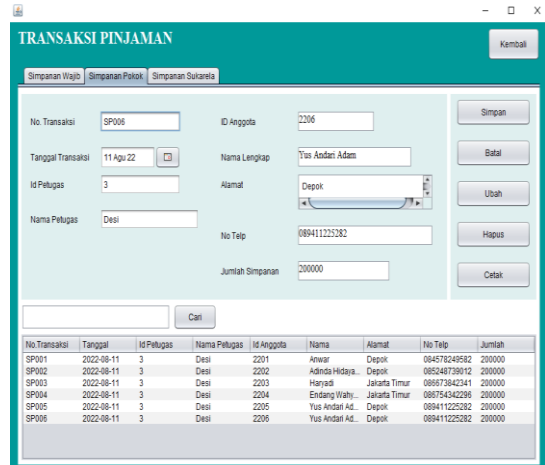 TRANSAKSI PINJAMAN
Kembali
Simpanan Wajib Simpanan Pokok Simpanan Sukarela
No. Transaksi SP006 ID Anggota 2206 Simpan
Tanggal Transaksi 11 Agu 22 Nama Lengkap Yus Andari Adam Batal
Id Petugas 3 Alamat Depok Ubah
Nama Petugas Desi
No Telp 089411225282 Hapus
Jumlah Simpanan 200000 Cetak
Cari
No.Transaksi Tanggal Id Petugas Nama Petugas Id Anggota Nama Alamat No Telp Jumlah
SP001 2022-08-11 3 Desi 2201 Anwar Depok 084578249582 200000
SP002 2022-08-11 3 Desi 2202 Adinda Hidaya... Depok 085248739012 200000
SP003 2022-08-11 3 Desi 2203 Haryadi Jakarta Timur 086673842341 200000
SP004 2022-08-11 3 Desi 2204 Endang Wahy... Jakarta Timur 086754342296 200000
SP005 2022-08-11 3 Desi 2205 Yus Andari Ad... Depok 089411225282 200000
SP006 2022-08-11 3 Desi 2206 Yus Andari Ad... Depok 089411225282 200000